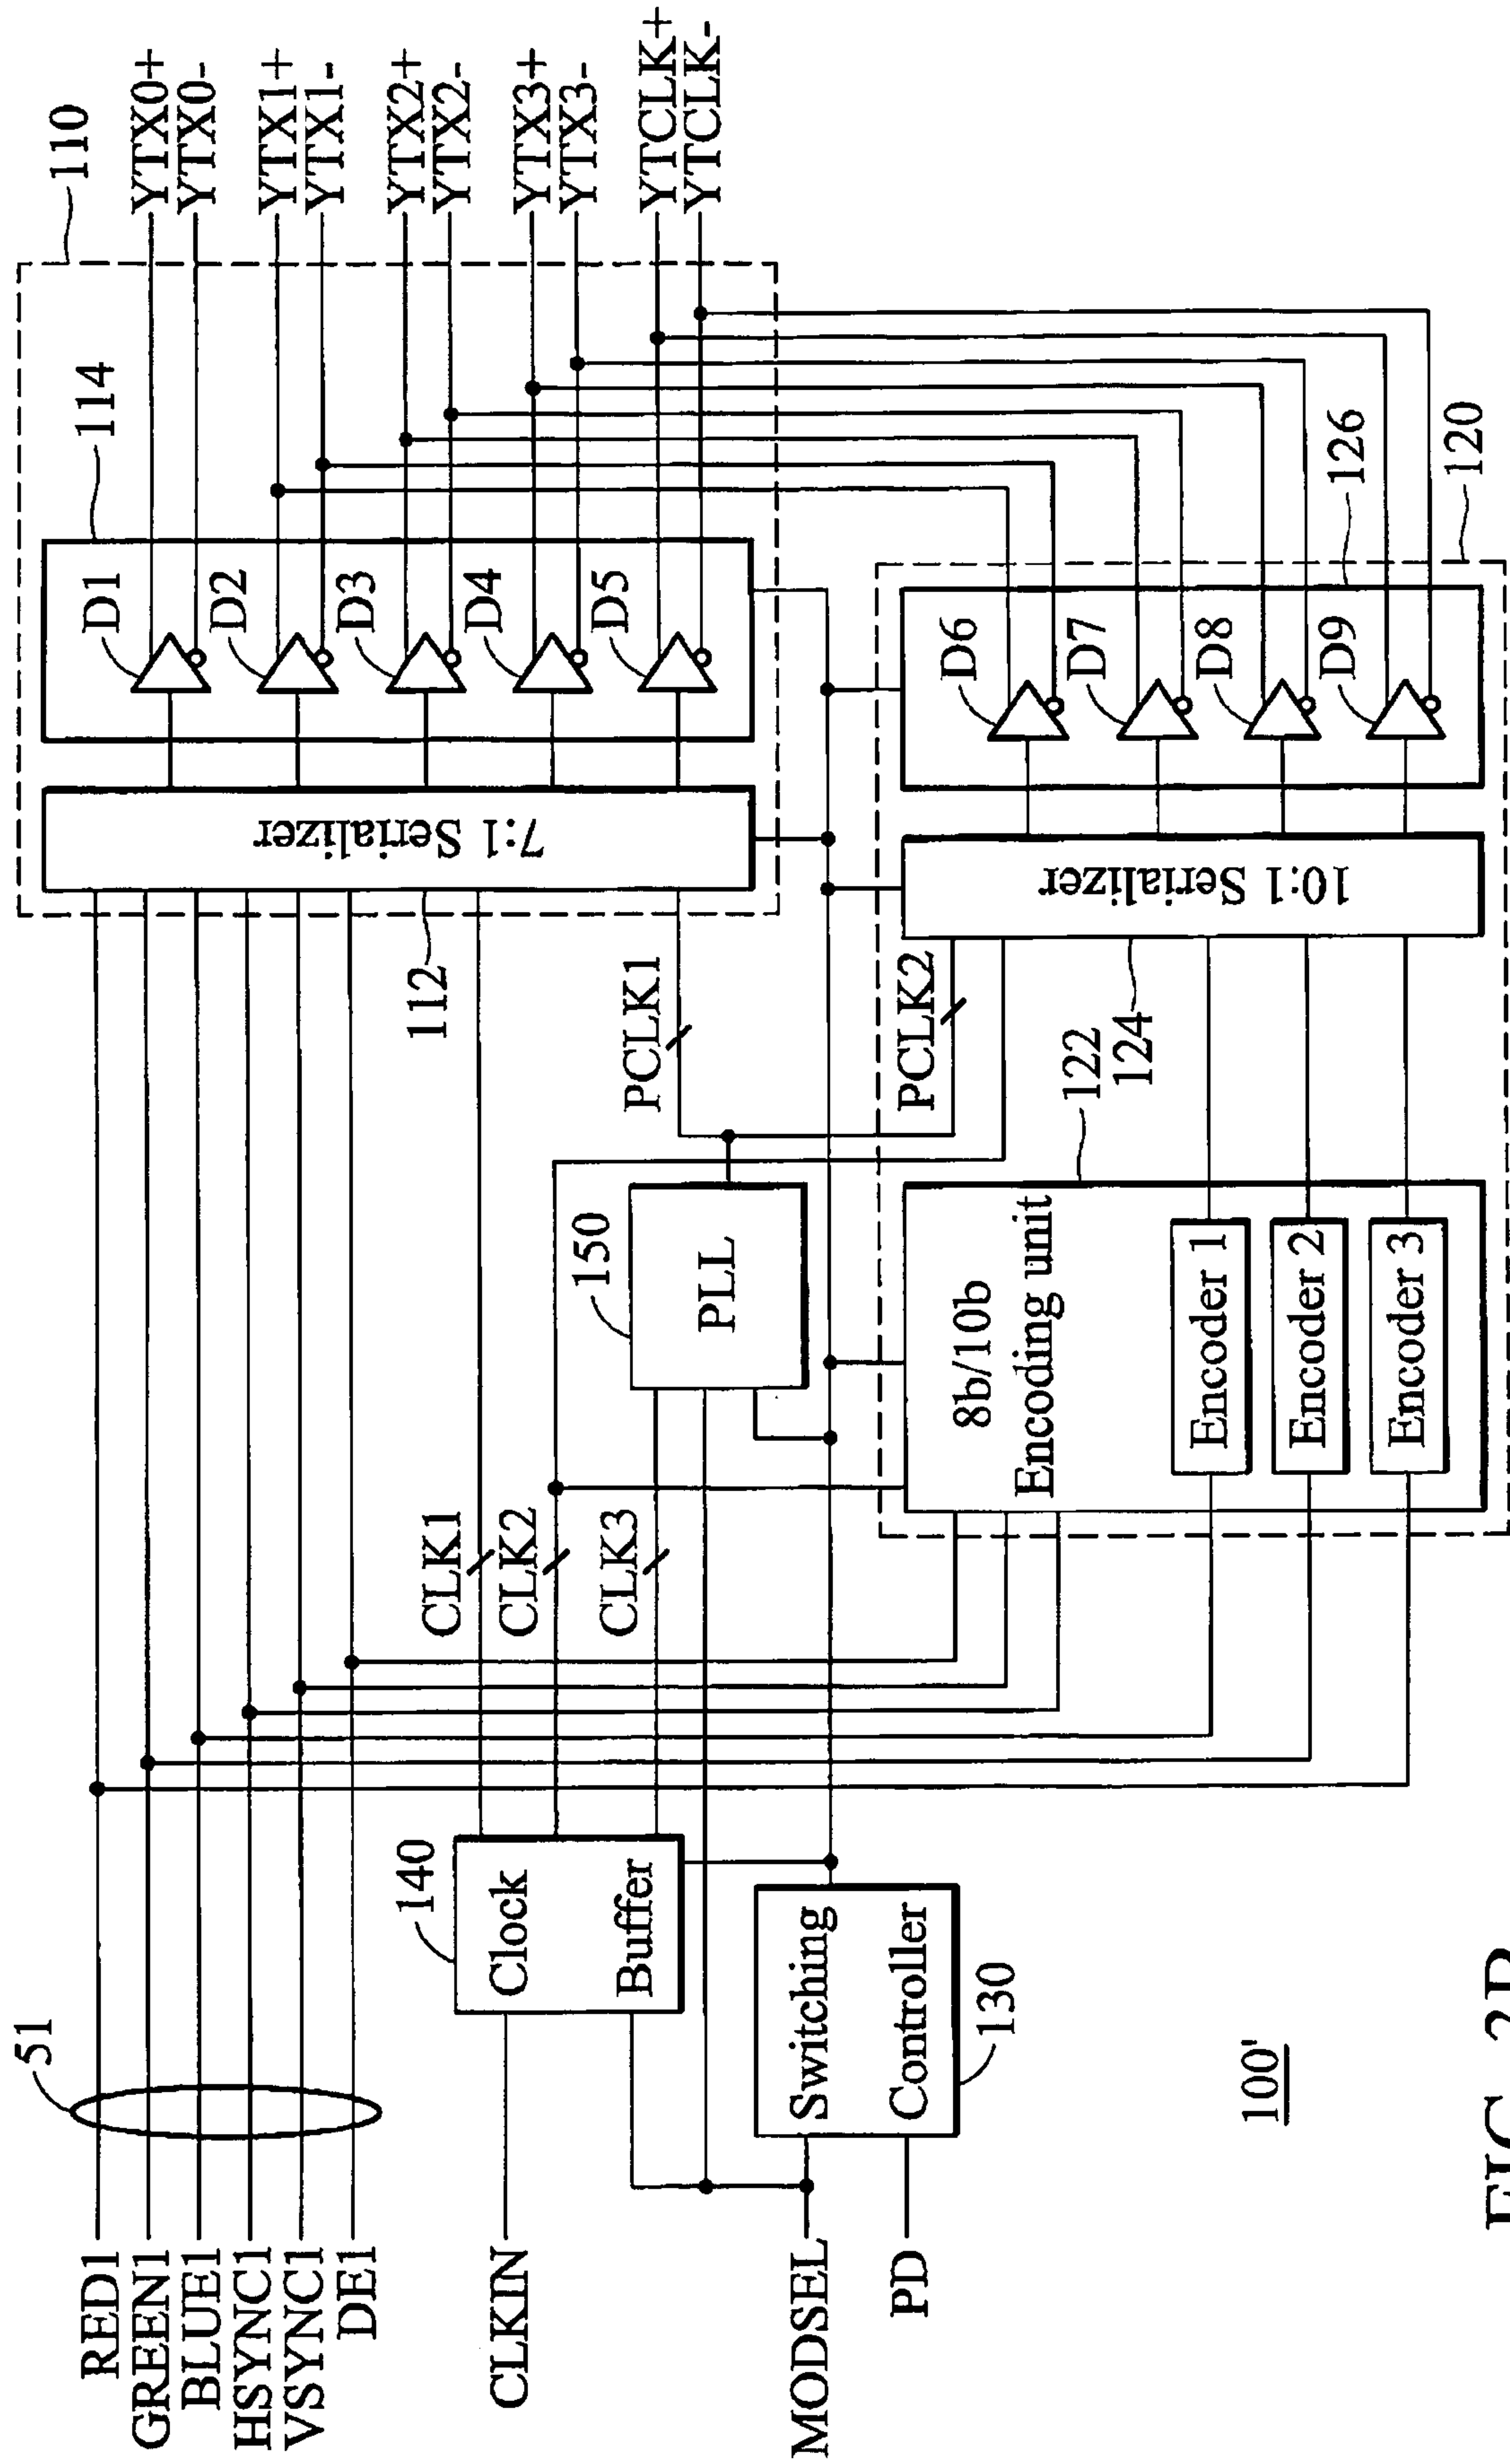 51
RED1
GREEN1
BLUE1
HSYNC1
VSYNC1
DE1
CLKIN
MODSEL
PD
140
Clock
Buffer
Switching
Controller
130
CLK1
CLK2
CLK3
150
PLL
PCLK1
PCLK2
112
7:1 Serializer
110
114
D1
D2
D3
D4
D5
YTX0+
YTX0-
YTX1+
YTX1-
YTX2+
YTX2-
YTX3+
YTX3-
YTCLK+
YTCLK-
122
124
8b/10b
Encoding unit
Encoder 1
Encoder 2
Encoder 3
10:1 Serializer
D6
D7
D8
D9
126
120
100'